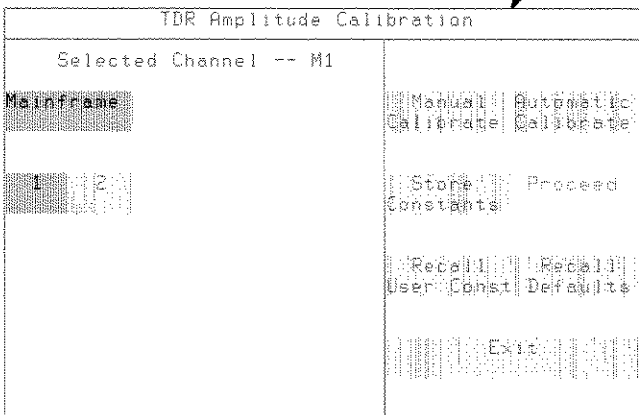 TDR Amplitude Calibration
Selected Channel -- M1
Mainframe
1 2
Manual Automatic
Calibrate Calibrate
Store Proceed
Constants
Recall Recall
User Const Defaults
Exit